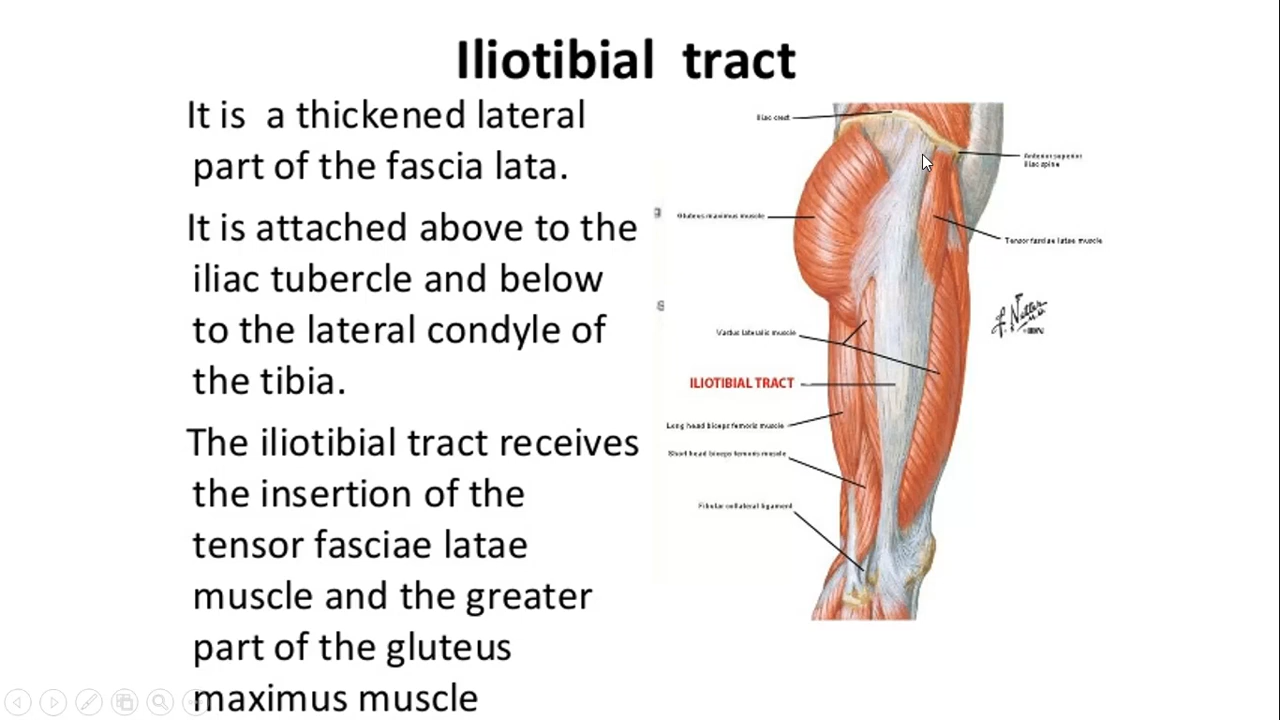 Iliotibial tract
It is a thickened lateral
part of the fascia lata.
It is attached above to the
iliac tubercle and below
to the lateral condyle of
the tibia.
The iliotibial tract receives
the insertion of the
tensor fasciae latae
muscle and the greater
part of the gluteus
maximus muscle
Iliac crest
Anterior superior
iliac spine
Gluteus maximus muscle
Tensor fasciae latae muscle
Vastus lateralis muscle
ILIOTIBIAL TRACT
Long head biceps femoris muscle
Short head biceps femoris muscle
Fibular collateral ligament
g
s
F. Netter